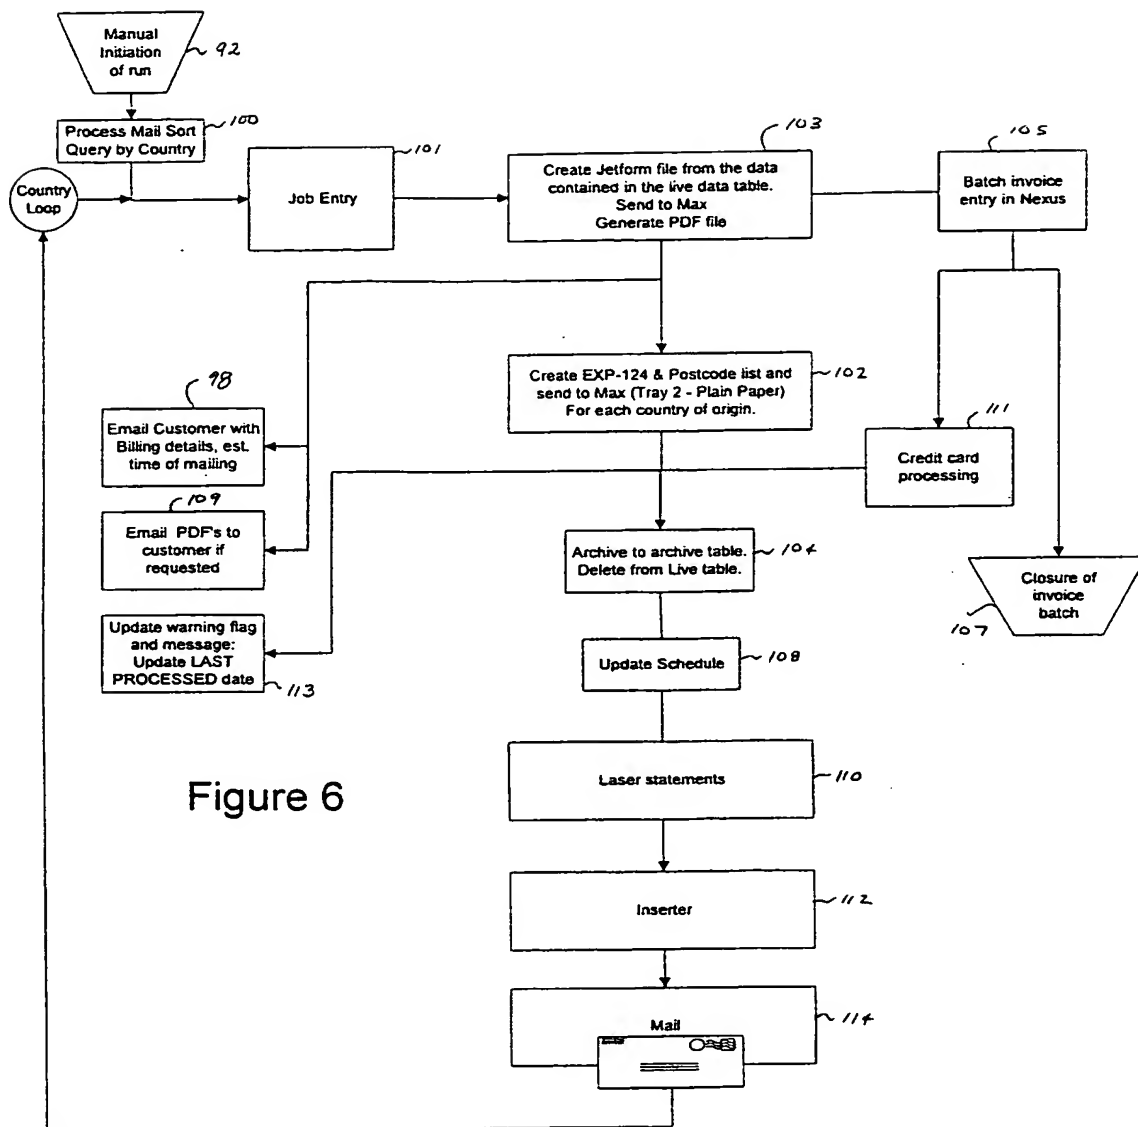 Manual
Initiation
of run
92
Process Mail Sort
Query by Country
100
Country
Loop
Job Entry
101
Create Jetform file from the data
contained in the live data table.
Send to Max
Generate PDF file
103
Batch invoice
entry in Nexus
105
Create EXP-124 & Postcode list and
send to Max (Tray 2 - Plain Paper)
For each country of origin.
102
98
Email Customer with
Billing details, est.
time of mailing
111
Credit card
processing
109
Email PDF's to
customer if
requested
Archive to archive table.
Delete from Live table.
104
Closure of
invoice
batch
107
Update warning flag
and message:
Update LAST
PROCESSED date
113
Update Schedule
108
Laser statements
110
Figure 6
Inserter
112
Mail
114